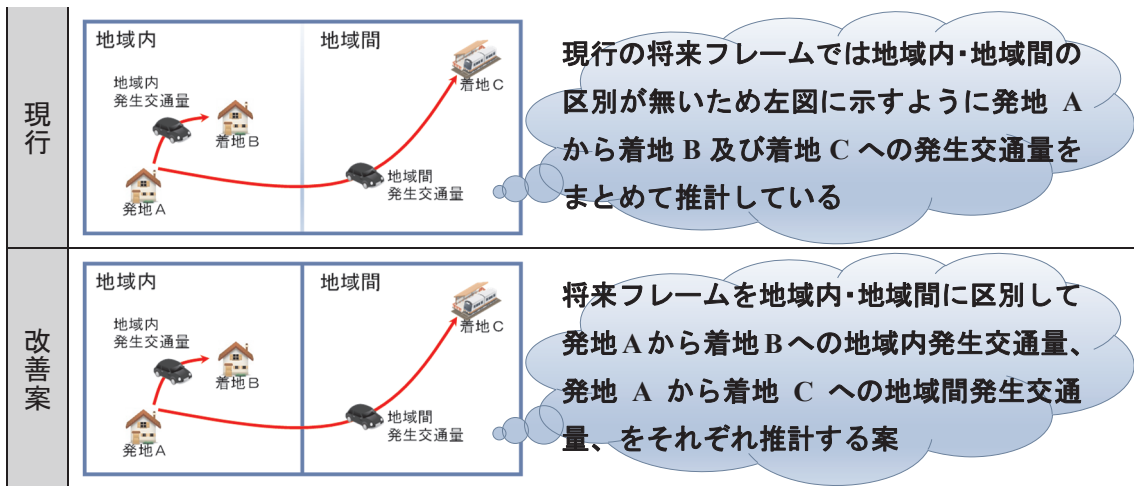 現行
地域内
地域間
地域内
発生交通量
着地B
発地A
着地C
地域間
発生交通量
現行の将来フレームでは地域内・地域間の
区別が無いため左図に示すように発地 A
から着地 B 及び着地 C への発生交通量を
まとめて推計している
改善案
地域内
地域間
地域内
発生交通量
着地B
発地A
着地C
地域間
発生交通量
将来フレームを地域内・地域間に区別して
発地 A から着地 B への地域内発生交通量、
発地 A から着地 C への地域間発生交通
量、をそれぞれ推計する案